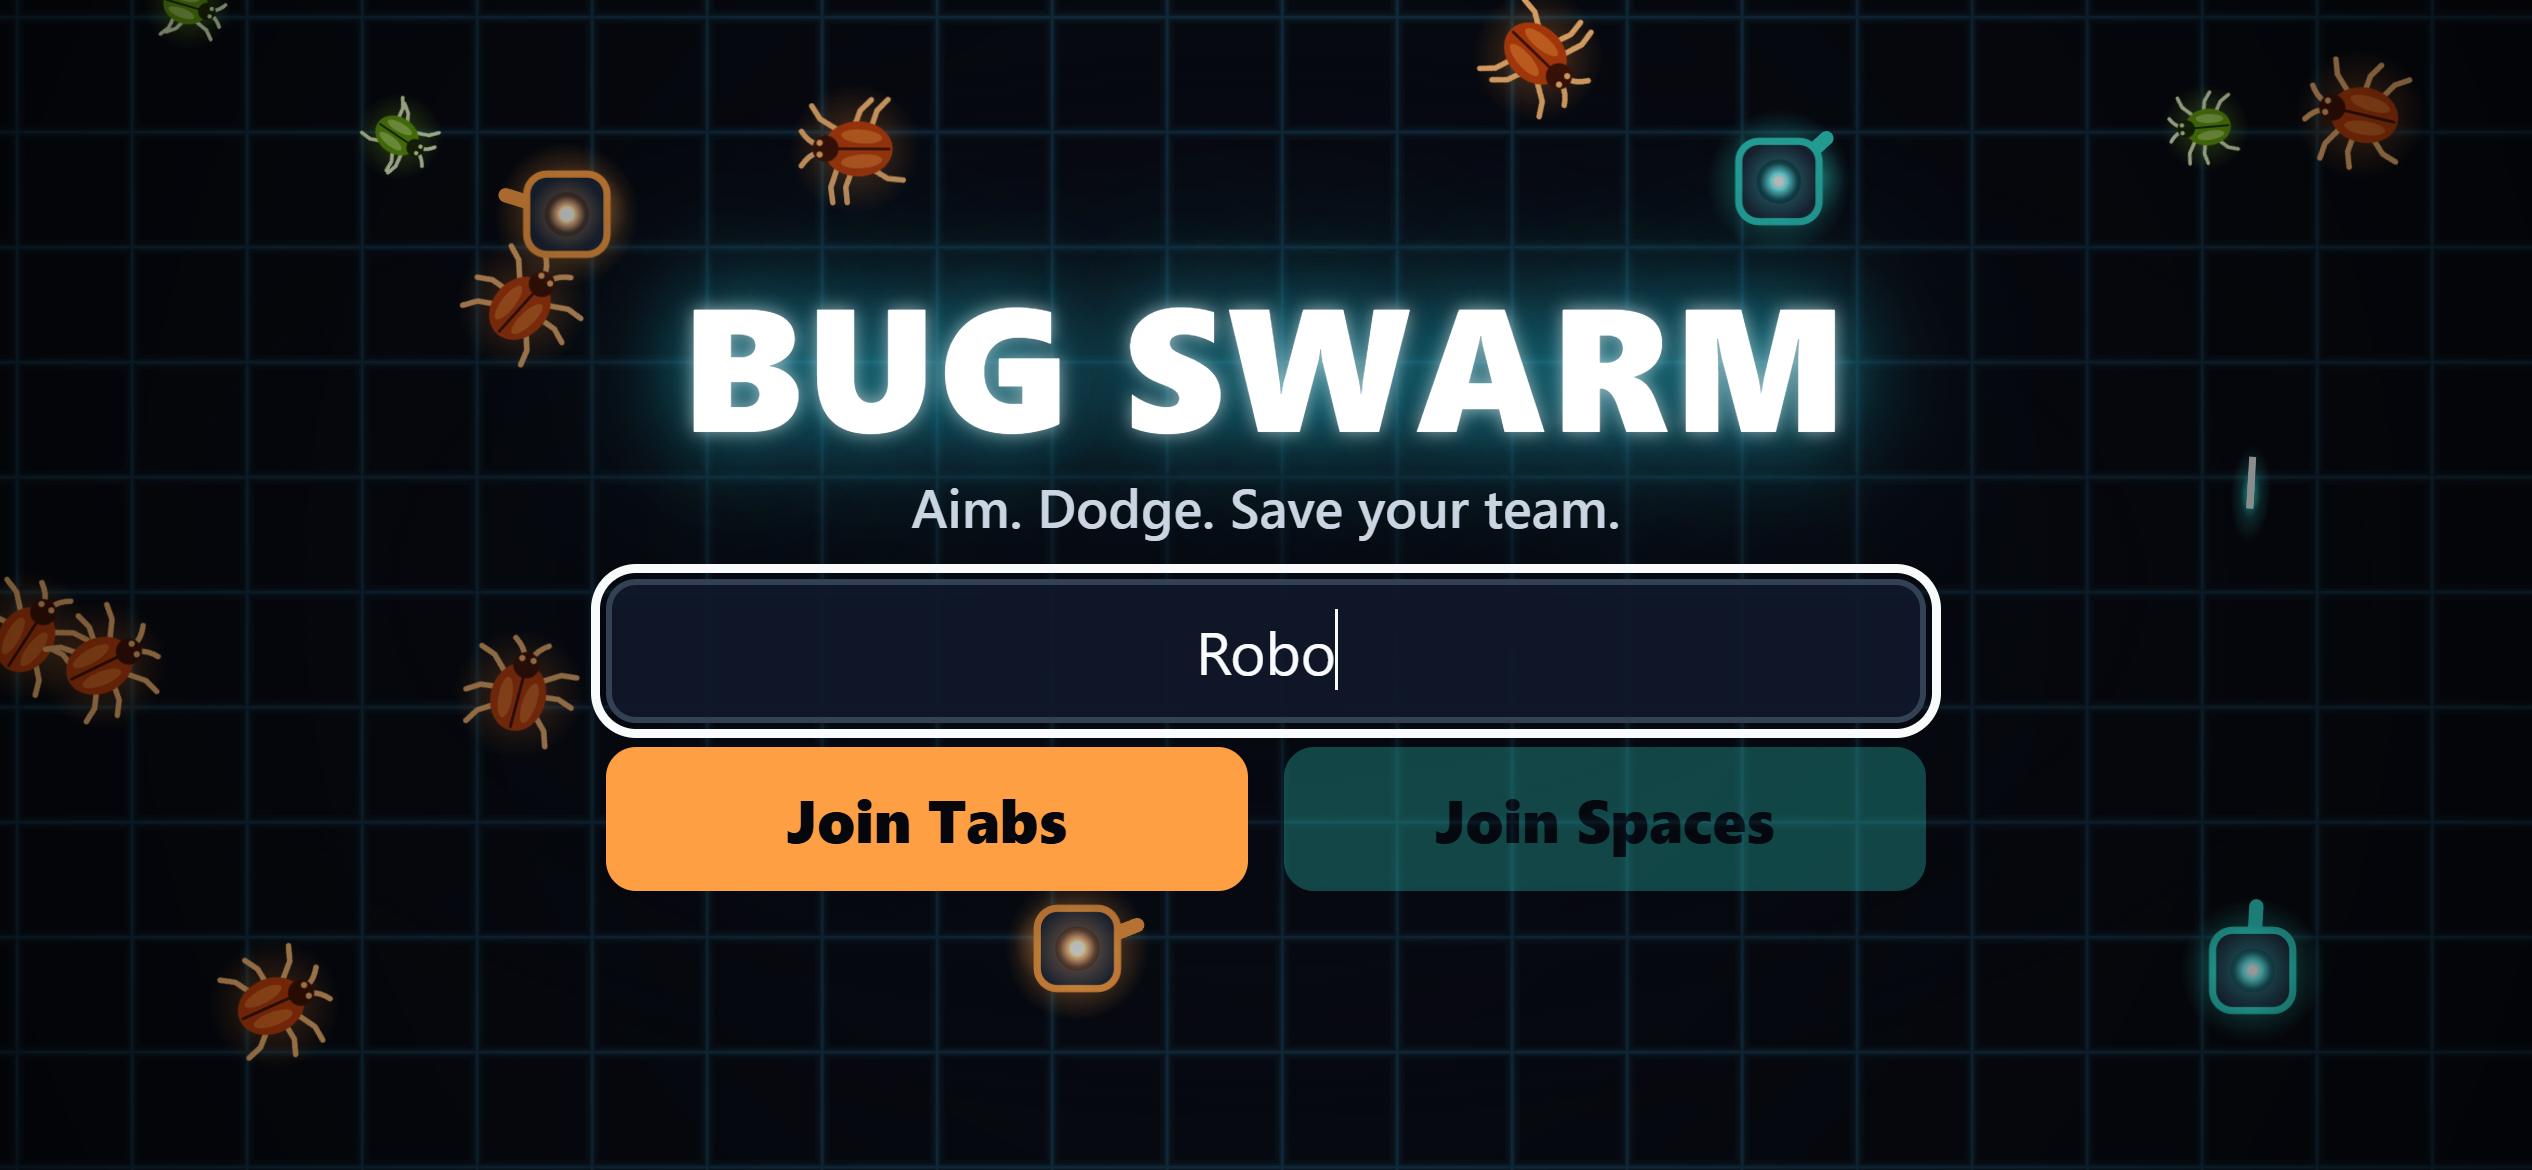 BUG SWARM
Aim. Dodge. Save your team.
Robo
Join Tabs
Join Spaces